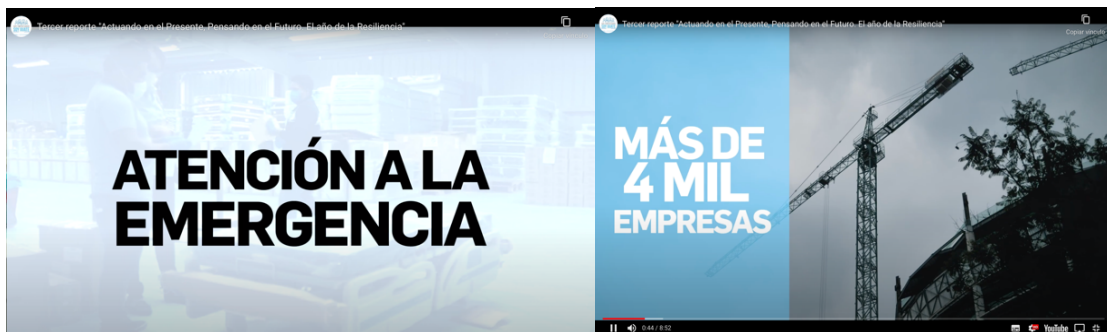 Tercer reporte "Actuando en el Presente, Pensando en el Futuro. El año de la Resiliencia"
ATENCIÓN A LA
EMERGENCIA
Tercer reporte "Actuando en el Presente, Pensando en el Futuro. El año de la Resiliencia"
Copiar vínculo
MÁS DE
4 MIL
EMPRESAS
0:44 / 8:52
YouTube